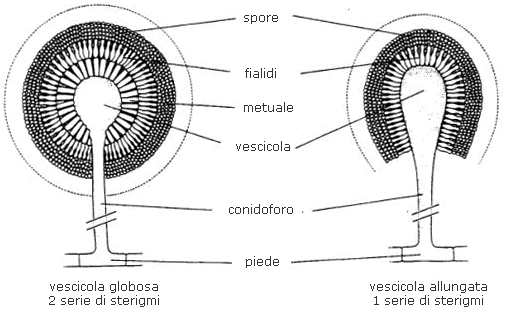 spore
fialidi
metuale
vescicola
conidoforo
piede
vescicola globosa
2 serie di sterigmi
vescicola allungata
1 serie di sterigmi